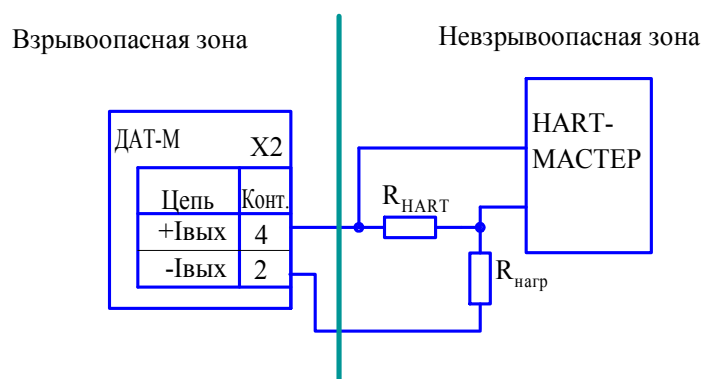 Взрывоопасная зона
Невзрывоопасная зона
ДАТ-М
X2
Цепь Конт.
+Iвых 4
-Iвых 2
HART-
МАСТЕР
RHART
Rнагр